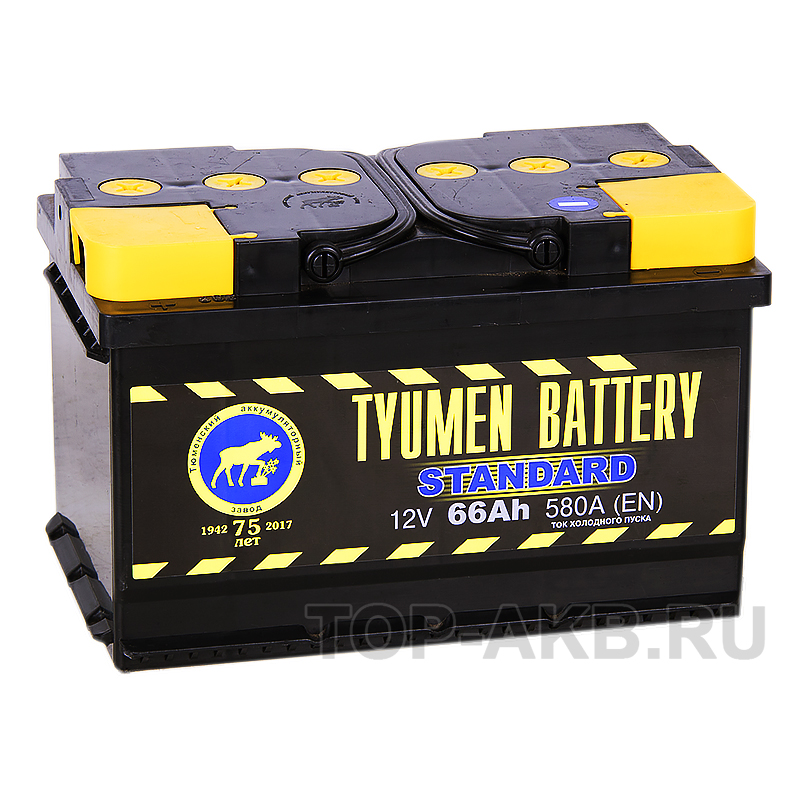 TYUMEN BATTERY
STANDARD
12V 66Ah 580A (EN)
ТОК ХОЛОДНОГО ПУСКА
Тюменский аккумуляторный
завод
1942 75 2017
лет
TOP-AKB.RU